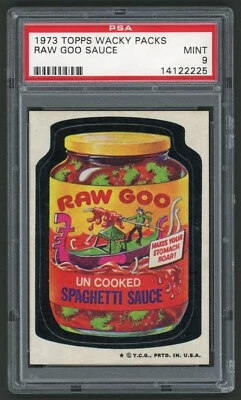 PSA
1973 TOPPS WACKY PACKS
RAW GOO SAUCE
MINT
9
14122225
RAW GOO
MAKES YOUR
STOMACH
ROAR!
UN COOKED
SPAGHETTI SAUCE
★ © T.C.G., PRTD. IN U.S.A.